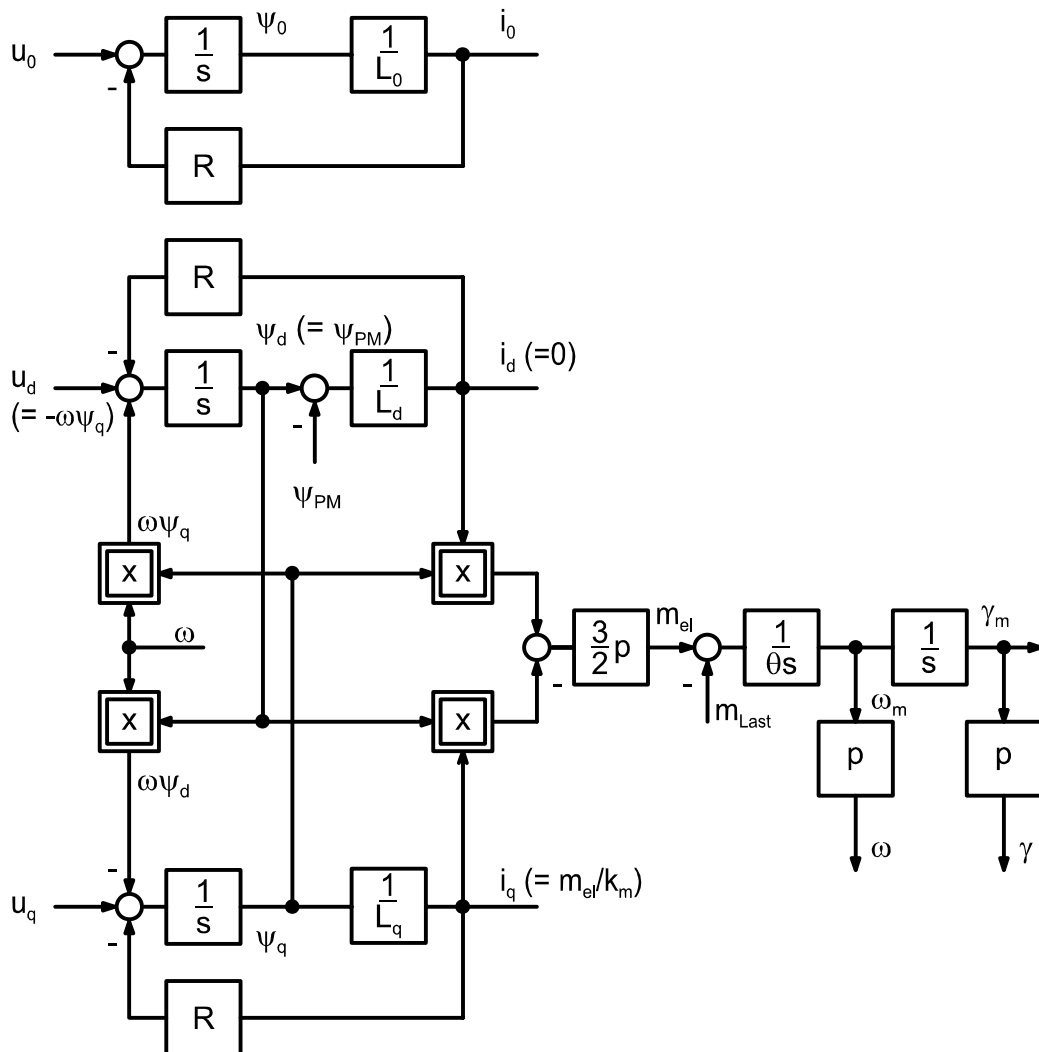 u₀
-
1/s
ψ₀
1/L₀
i₀
R
R
-
u_d
(= -ωψ_q)
1/s
ψ_d (= ψ_PM)
-
ψ_PM
1/L_d
i_d (=0)
ωψ_q
x
x
ω
x
x
ωψ_d
-
3/2 p
m_el
-
m_Last
1/θs
ω_m
1/s
γ_m
p
p
ω
γ
-
u_q
-
1/s
ψ_q
1/L_q
i_q (= m_el/k_m)
R